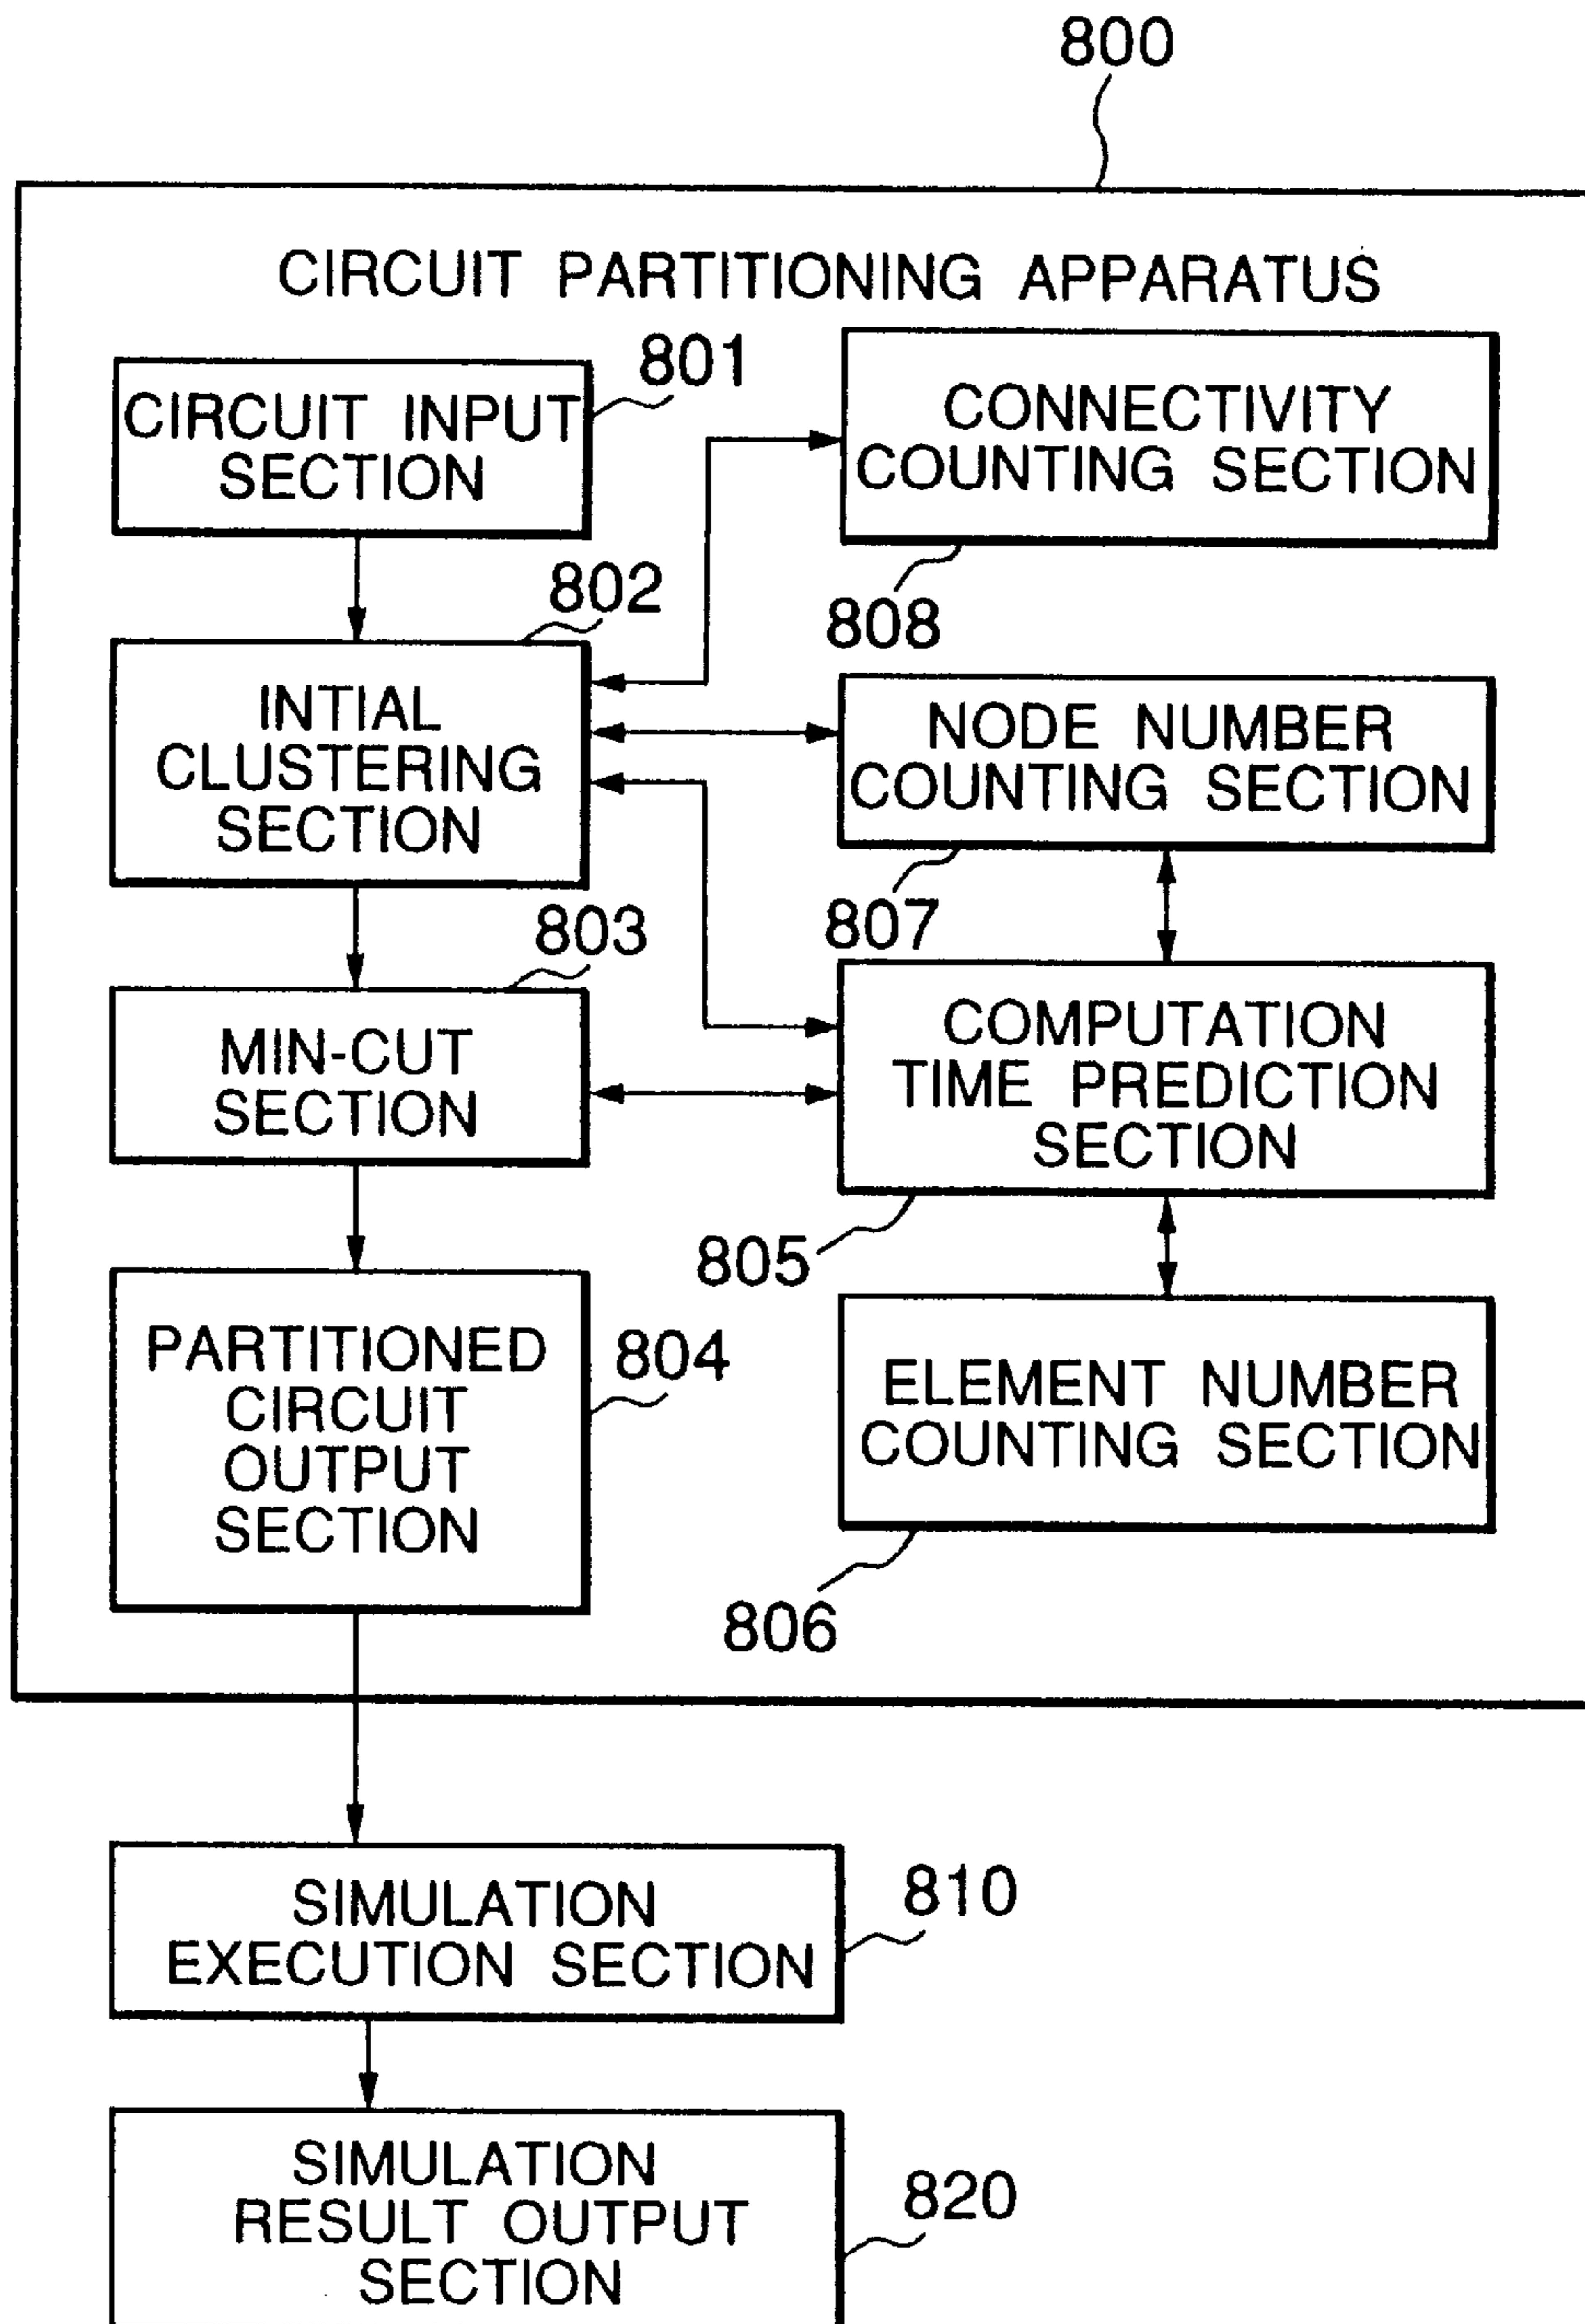 800
CIRCUIT PARTITIONING APPARATUS
801
CIRCUIT INPUT
SECTION
CONNECTIVITY
COUNTING SECTION
808
802
INTIAL
CLUSTERING
SECTION
NODE NUMBER
COUNTING SECTION
807
803
MIN-CUT
SECTION
COMPUTATION
TIME PREDICTION
SECTION
805
PARTITIONED
CIRCUIT
OUTPUT
SECTION
804
ELEMENT NUMBER
COUNTING SECTION
806
SIMULATION
EXECUTION SECTION
810
SIMULATION
RESULT OUTPUT
SECTION
820